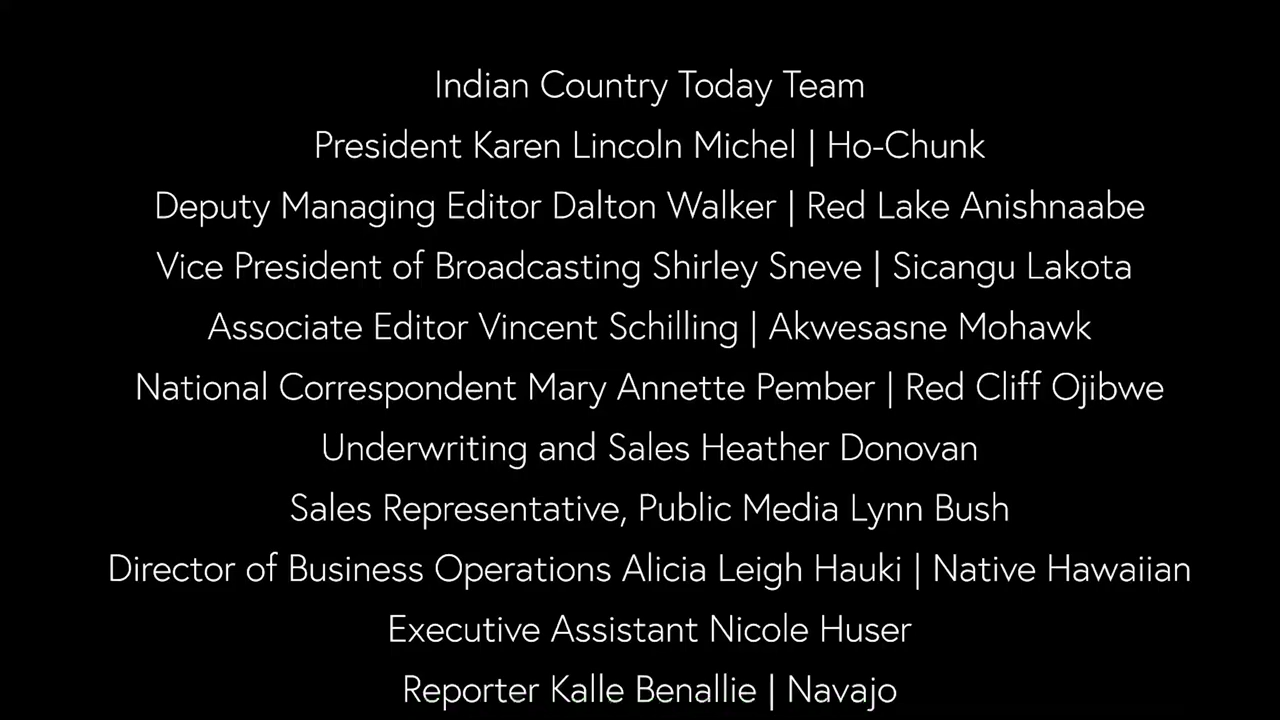 Indian Country Today Team
President Karen Lincoln Michel | Ho-Chunk
Deputy Managing Editor Dalton Walker | Red Lake Anishnaabe
Vice President of Broadcasting Shirley Sneve | Sicangu Lakota
Associate Editor Vincent Schilling | Akwesasne Mohawk
National Correspondent Mary Annette Pember | Red Cliff Ojibwe
Underwriting and Sales Heather Donovan
Sales Representative, Public Media Lynn Bush
Director of Business Operations Alicia Leigh Hauki | Native Hawaiian
Executive Assistant Nicole Huser
Reporter Kalle Benallie | Navajo